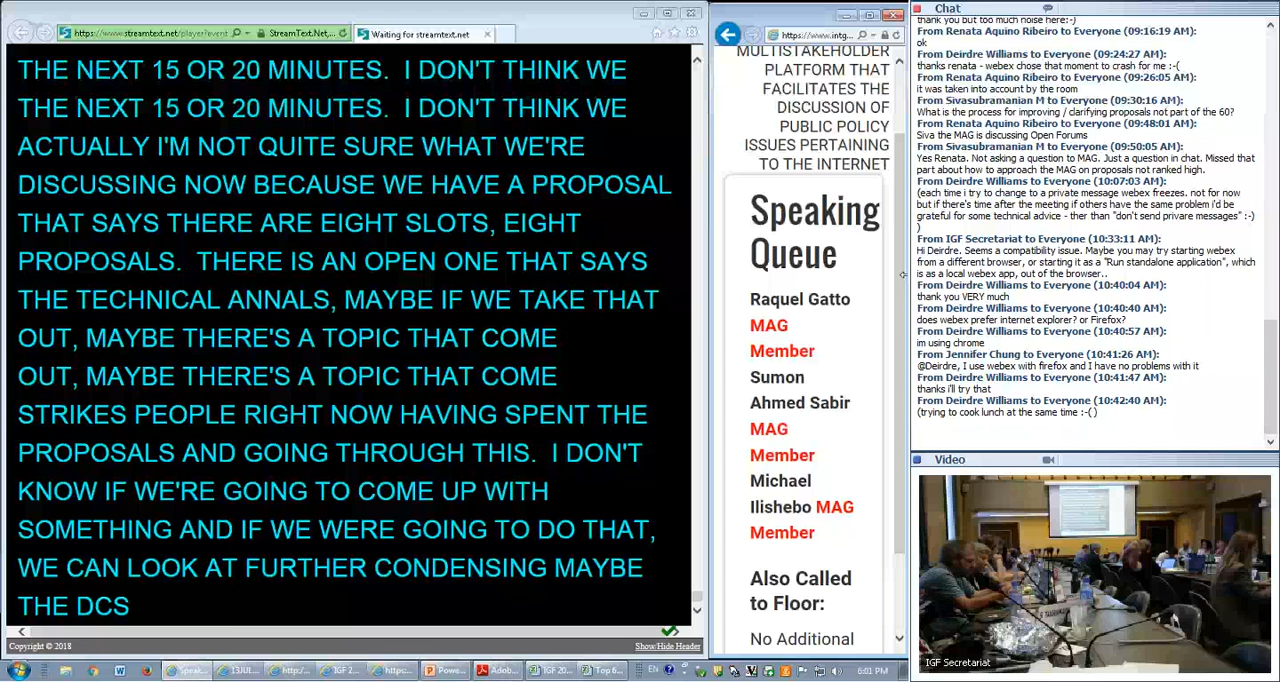 https://www.streamtext.net/player?event
StreamText.Net,...
Waiting for streamtext.net
THE NEXT 15 OR 20 MINUTES.  I DON'T THINK WE
THE NEXT 15 OR 20 MINUTES.  I DON'T THINK WE
ACTUALLY I'M NOT QUITE SURE WHAT WE'RE
DISCUSSING NOW BECAUSE WE HAVE A PROPOSAL
THAT SAYS THERE ARE EIGHT SLOTS, EIGHT
PROPOSALS.  THERE IS AN OPEN ONE THAT SAYS
THE TECHNICAL ANNALS, MAYBE IF WE TAKE THAT
OUT, MAYBE THERE'S A TOPIC THAT COME
OUT, MAYBE THERE'S A TOPIC THAT COME
STRIKES PEOPLE RIGHT NOW HAVING SPENT THE
PROPOSALS AND GOING THROUGH THIS.  I DON'T
KNOW IF WE'RE GOING TO COME UP WITH
SOMETHING AND IF WE WERE GOING TO DO THAT,
WE CAN LOOK AT FURTHER CONDENSING MAYBE
THE DCS
Copyright © 2018
Show/Hide Header
https://www.intg...
MULTISTAKEHOLDER
PLATFORM THAT
FACILITATES THE
DISCUSSION OF
PUBLIC POLICY
ISSUES PERTAINING
TO THE INTERNET
Speaking
Queue
Raquel Gatto
MAG
Member
Sumon
Ahmed Sabir
MAG
Member
Michael
Ilishebo MAG
Member
Also Called
to Floor:
No Additional
Chat
thank you but too much noise here:-)
From Renata Aquino Ribeiro to Everyone (09:16:19 AM):
ok
From Deirdre Williams to Everyone (09:24:27 AM):
thanks renata - webex chose that moment to crash for me :-(
From Renata Aquino Ribeiro to Everyone (09:26:05 AM):
it was taken into account by the room
From Sivasubramanian M to Everyone (09:30:16 AM):
What is the process for improving / clarifying proposals not part of the 60?
From Renata Aquino Ribeiro to Everyone (09:48:01 AM):
Siva the MAG is discussing Open Forums
From Sivasubramanian M to Everyone (09:50:05 AM):
Yes Renata. Not asking a question to MAG. Just a question in chat. Missed that
part about how to approach the MAG on proposals not ranked high.
From Deirdre Williams to Everyone (10:07:03 AM):
(each time i try to change to a private message webex freezes. not for now
but if there's time after the meeting if others have the same problem i'd be
grateful for some technical advice - ther than "don't send privare messages" :-)
)
From IGF Secretariat to Everyone (10:33:11 AM):
Hi Deirdre. Seems a compatibility issue. Maybe you may try starting webex
from a different browser, or starting it as a "Run standalone application", which
is as a local webex app, out of the browser..
From Deirdre Williams to Everyone (10:40:04 AM):
thank you VERY much
From Deirdre Williams to Everyone (10:40:40 AM):
does webex prefer internet explorer? or Firefox?
From Deirdre Williams to Everyone (10:40:57 AM):
im using chrome
From Jennifer Chung to Everyone (10:41:26 AM):
@Deirdre, I use webex with firefox and I have no problems with it
From Deirdre Williams to Everyone (10:41:47 AM):
thanks i'll try that
From Deirdre Williams to Everyone (10:42:40 AM):
(trying to cook lunch at the same time :-( )
Video
IGF Secretariat
Speak...
13JUL...
http:/...
IGF 2...
https:...
Powe...
Adob...
IGF 20...
Top 6...
EN
6:01 PM